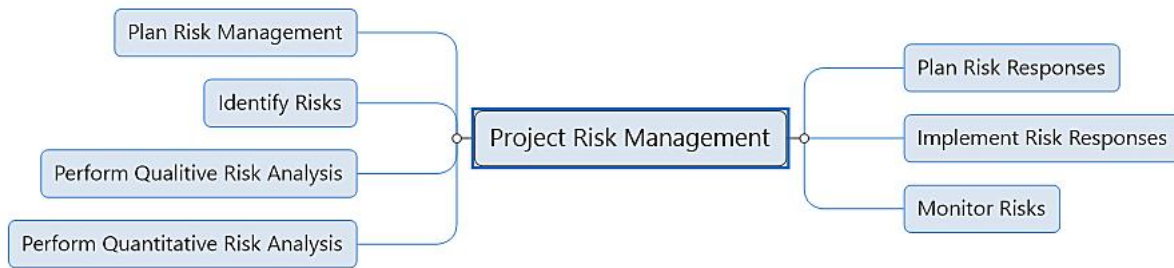 Plan Risk Management
Identify Risks
Perform Qualitive Risk Analysis
Perform Quantitative Risk Analysis
Project Risk Management
Plan Risk Responses
Implement Risk Responses
Monitor Risks